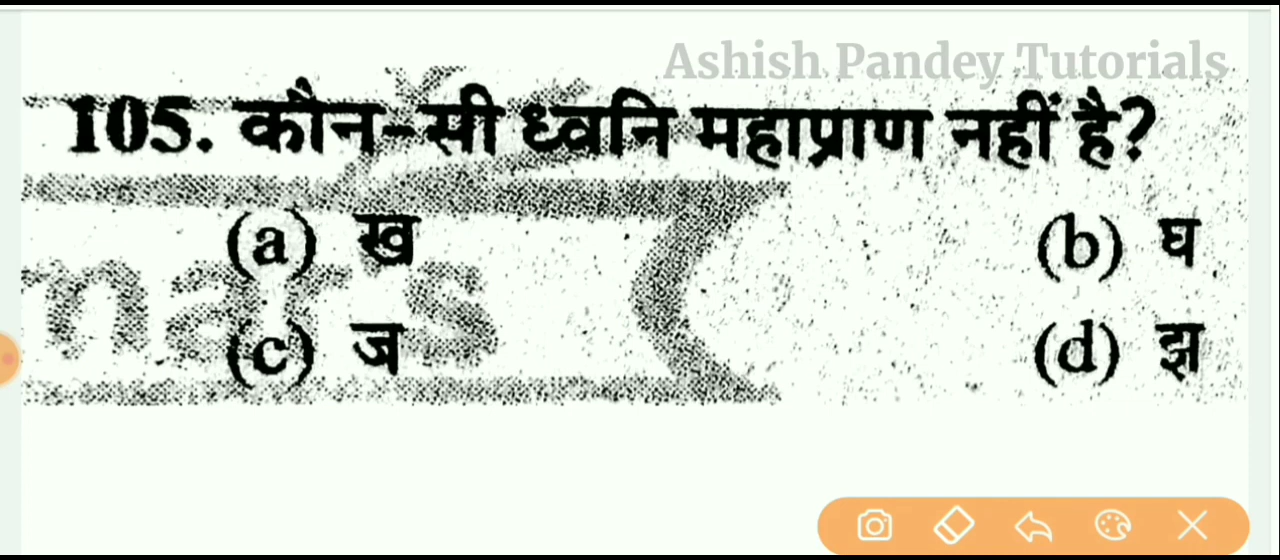 Ashish Pandey Tutorials
105. कौन-सी ध्वनि महाप्राण नहीं है?
(a) ख (b) घ
(c) ज (d) झ